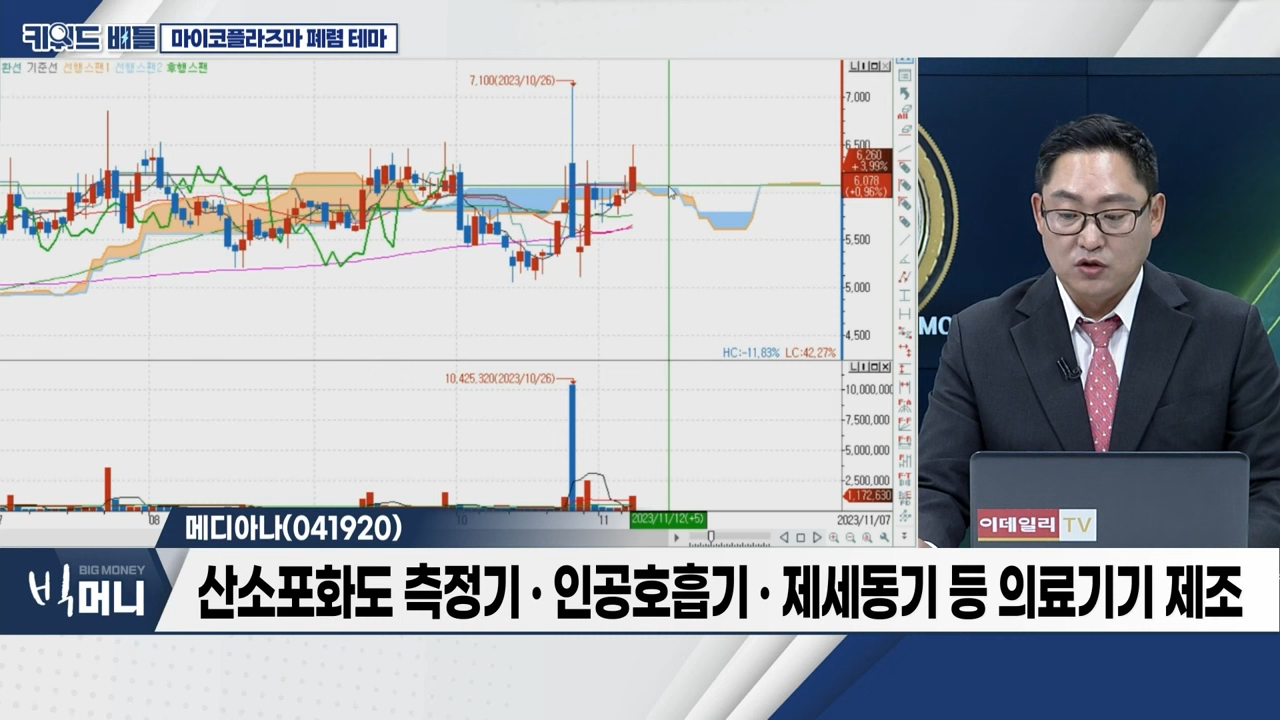 키워드 배틀 마이코플라즈마 폐렴 테마
환선 기준선 선행스팬1 선행스팬2 후행스팬
7,100(2023/10/26)
7,000
6,500
6,260
+3,99%
6,078
(+0,96%)
5,500
5,000
4,500
HC:-11,83% LC:42,27%
10,425,320(2023/10/26)
10,000,00
7,500,000
5,000,000
2,500,000
1,172,630
08
10
11
2023/11/12(+5)
2023/11/07
MO
이데일리TV
메디아나(041920)
BIG MONEY
빅머니
산소포화도 측정기·인공호흡기·제세동기 등 의료기기 제조